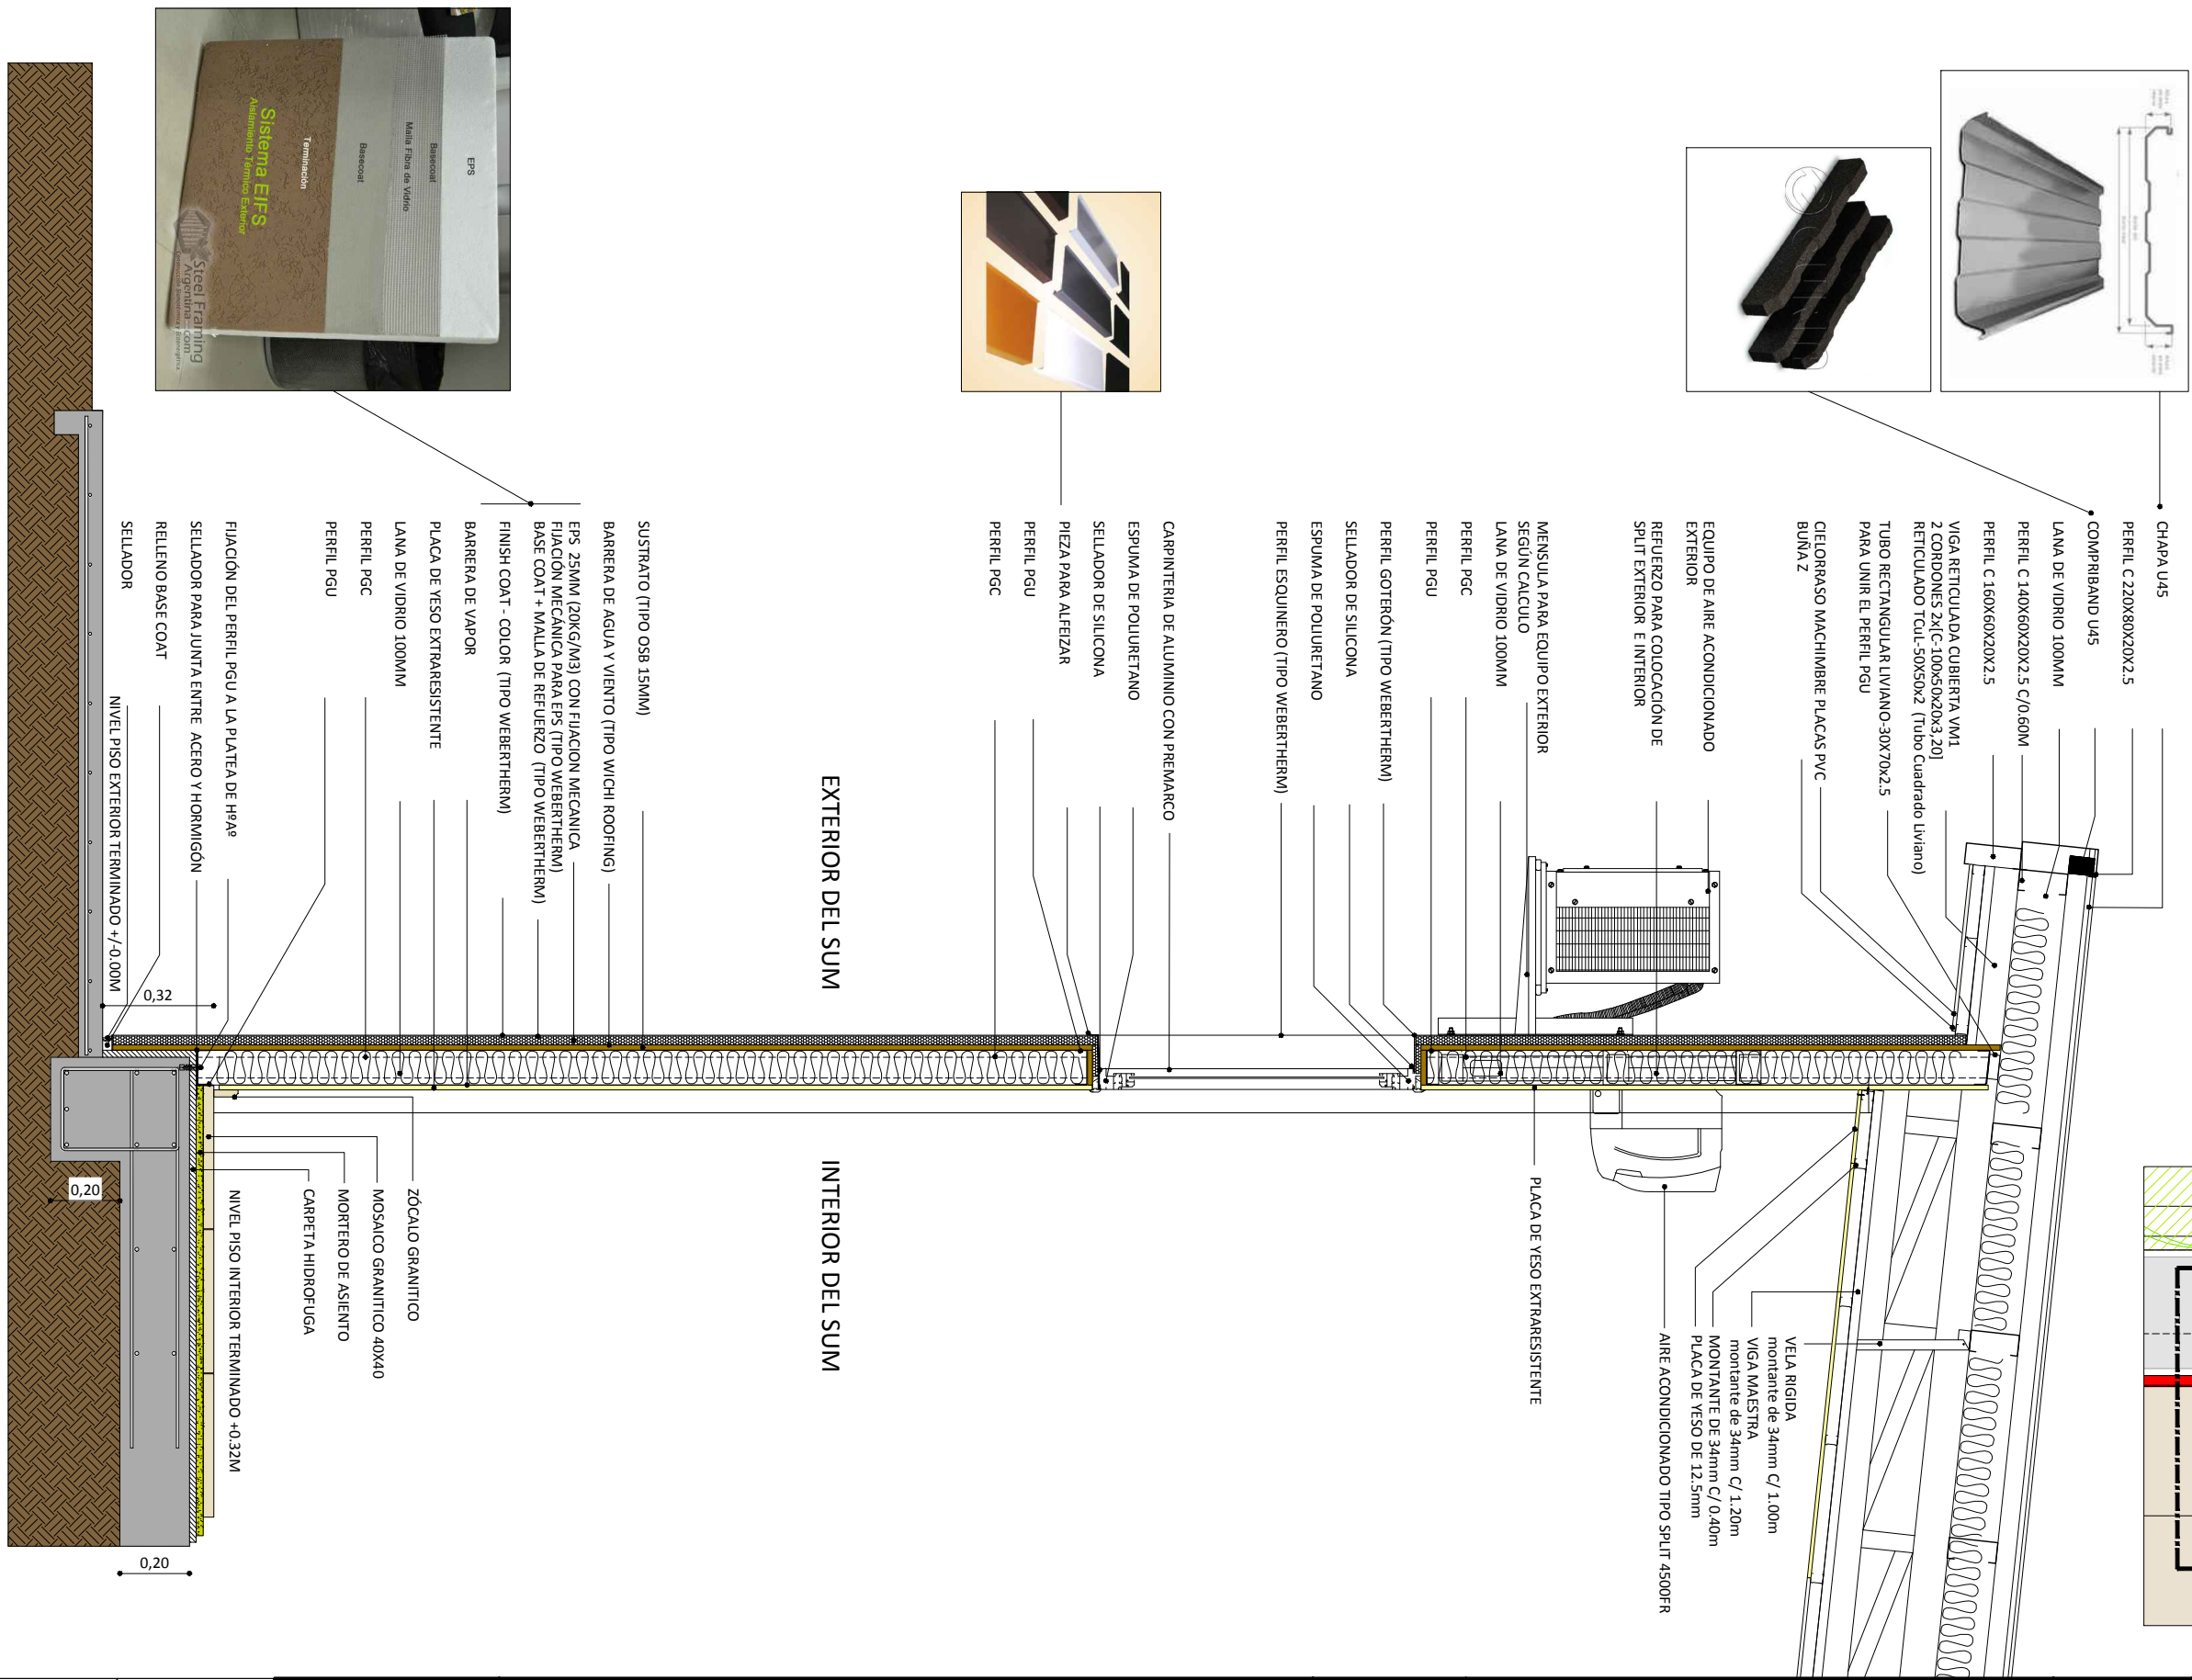 CHAPA U45
PERFIL C 220X80X20X2.5
COMPRIBAND U45
LANA DE VIDRIO 100MM
PERFIL C 140X60X20X2.5 C/0.60M
PERFIL C 160X60X20X2.5
VIGA RETICULADA CUBIERTA VM1
2 CORDONES 2x[C-100x50x20x3,20]
RETICULADO TCuL-50X50x2 (Tubo Cuadrado Liviano)
TUBO RECTANGULAR LIVIANO-30X70x2.5
PARA UNIR EL PERFIL PGU
CIELORRASO MACHIMBRE PLACAS PVC
BUÑA Z
EQUIPO DE AIRE ACONDICIONADO
EXTERIOR
REFUERZO PARA COLOCACIÓN DE
SPLIT EXTERIOR E INTERIOR
MENSULA PARA EQUIPO EXTERIOR
SEGÚN CALCULO
LANA DE VIDRIO 100MM
PERFIL PGC
PERFIL PGU
PERFIL GOTERÓN (TIPO WEBERTHERM)
SELLADOR DE SILICONA
ESPUMA DE POLIURETANO
PERFIL ESQUINERO (TIPO WEBERTHERM)
CARPINTERIA DE ALUMINIO CON PREMARCO
ESPUMA DE POLIURETANO
SELLADOR DE SILICONA
PIEZA PARA ALFEIZAR
PERFIL PGU
PERFIL PGC
EXTERIOR DEL SUM
SUSTRATO (TIPO OSB 15MM)
BARRERA DE AGUA Y VIENTO (TIPO WICHI ROOFING)
EPS 25MM (20KG/M3) CON FIJACION MECANICA
FIJACIÓN MECÁNICA PARA EPS (TIPO WEBERTHERM)
BASE COAT + MALLA DE REFUERZO (TIPO WEBERTHERM)
FINISH COAT - COLOR (TIPO WEBERTHERM)
BARRERA DE VAPOR
PLACA DE YESO EXTRARESISTENTE
LANA DE VIDRIO 100MM
PERFIL PGC
PERFIL PGU
FIJACIÓN DEL PERFIL PGU A LA PLATEA DE HºAº
SELLADOR PARA JUNTA ENTRE ACERO Y HORMIGÓN
RELLENO BASE COAT
SELLADOR
NIVEL PISO EXTERIOR TERMINADO +/-0.00M
0,32
EPS
Basecoat
Malla Fibra de Vidrio
Basecoat
Terminación
Sistema EIFS
Aislamiento Térmico Exterior
Steel Framing
Argentina.com
VELA RIGIDA
montante de 34mm C/ 1.00m
VIGA MAESTRA
montante de 34mm C/ 1.20m
MONTANTE DE 34mm C/ 0.40m
PLACA DE YESO DE 12.5mm
AIRE ACONDICIONADO TIPO SPLIT 4500FR
PLACA DE YESO EXTRARESISTENTE
INTERIOR DEL SUM
ZÓCALO GRANITICO
MOSAICO GRANITICO 40X40
MORTERO DE ASIENTO
CARPETA HIDROFUGA
NIVEL PISO INTERIOR TERMINADO +0.32M
0,20
0,20